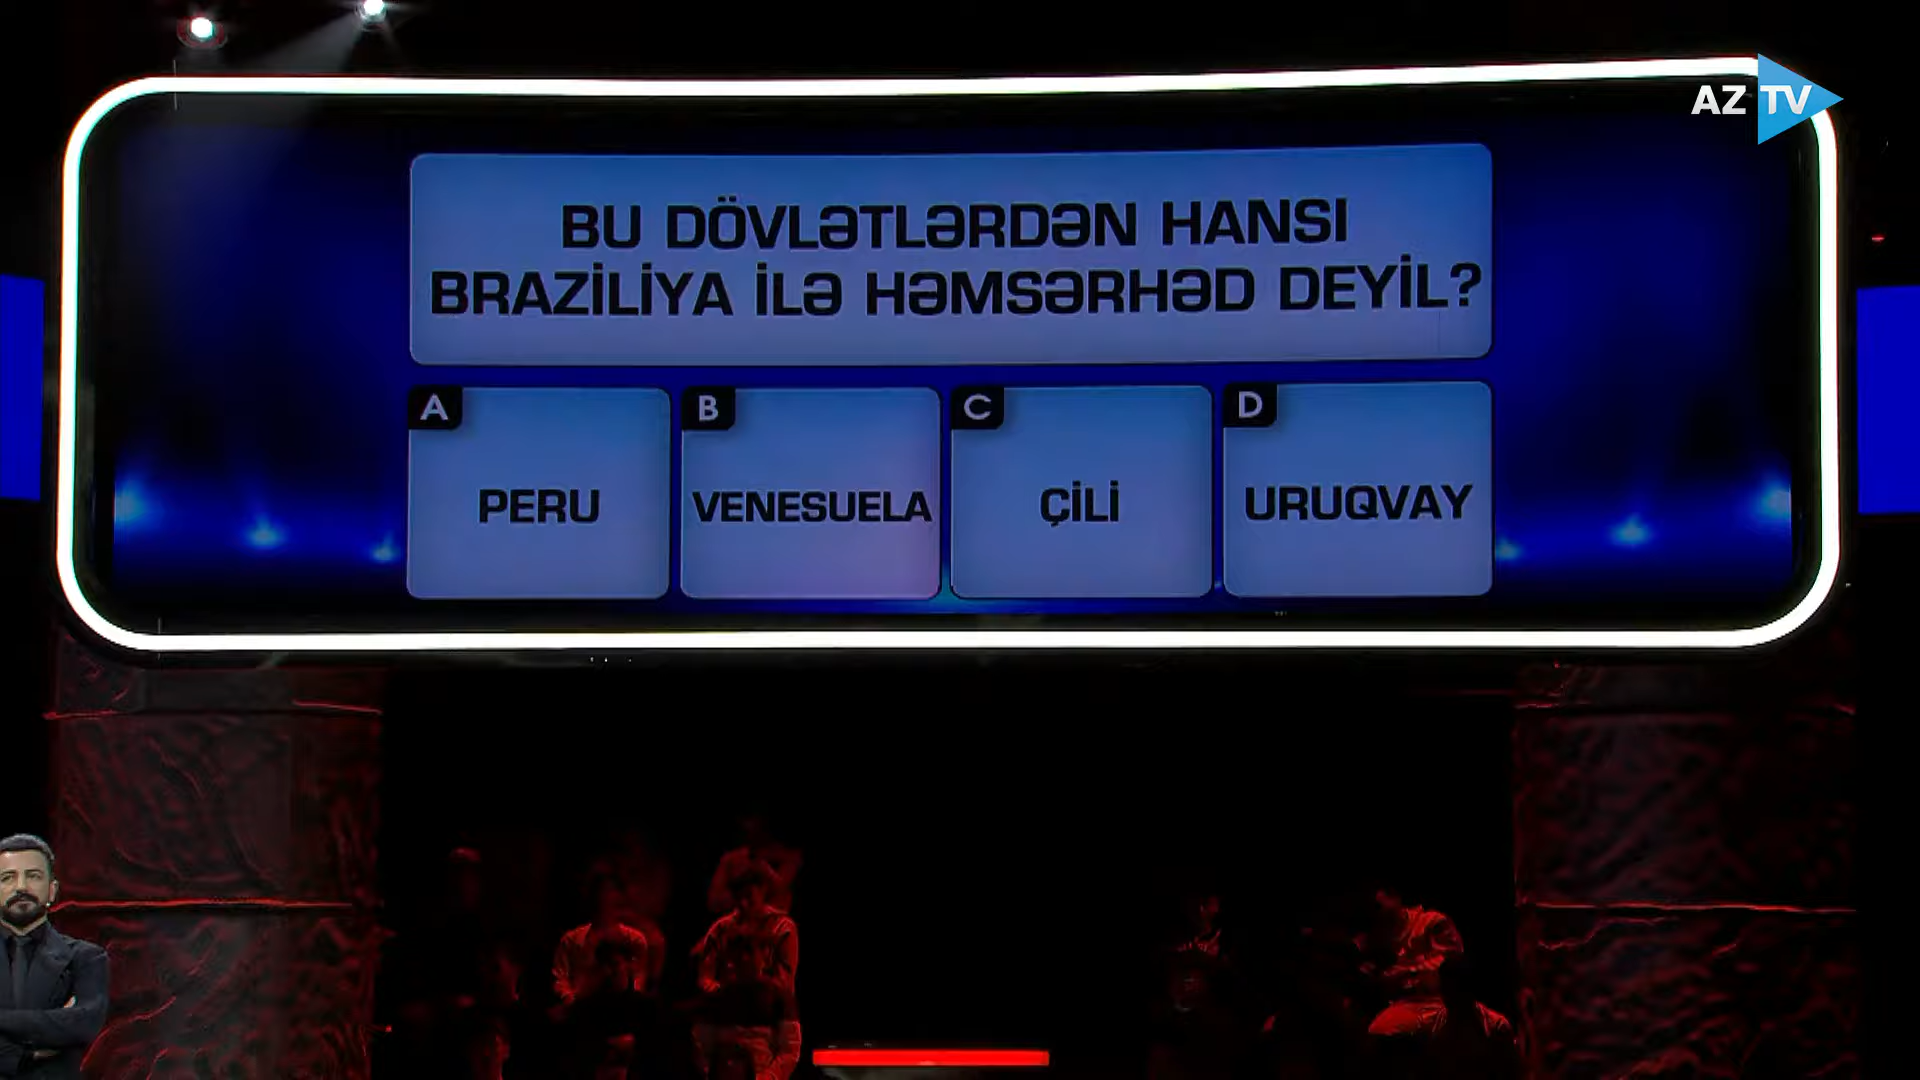 AZ TV
BU DÖVLƏTLƏRDƏN HANSI
BRAZİLİYA İLƏ HƏMSƏRHƏD DEYİL?
A
PERU
B
VENESUELA
C
ÇİLİ
D
URUQVAY